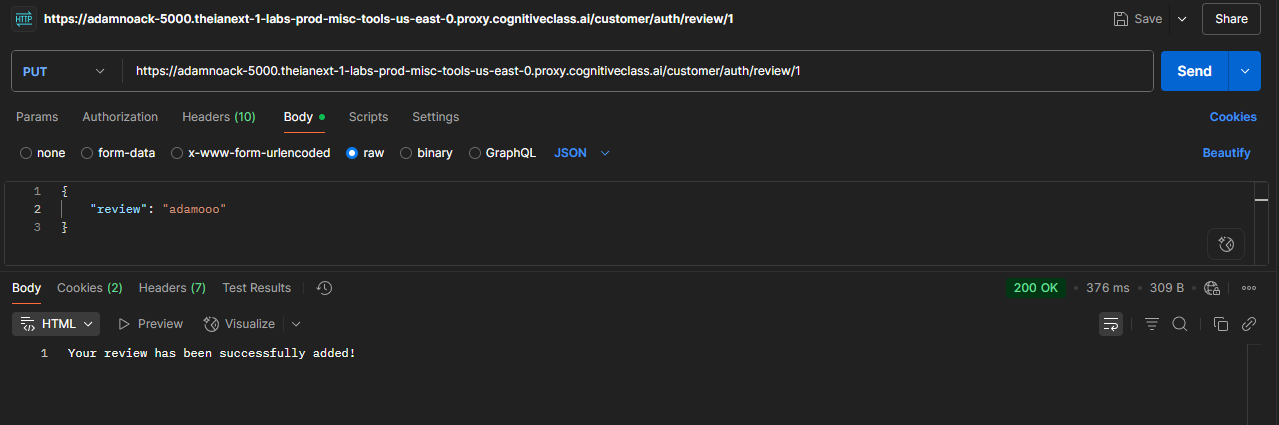 HTTP https://adamnoack-5000.theianext-1-labs-prod-misc-tools-us-east-0.proxy.cognitiveclass.ai/customer/auth/review/1 Save Share
PUT https://adamnoack-5000.theianext-1-labs-prod-misc-tools-us-east-0.proxy.cognitiveclass.ai/customer/auth/review/1 Send
Params Authorization Headers (10) Body Scripts Settings Cookies
none form-data x-www-form-urlencoded raw binary GraphQL JSON Beautify
1 {
2 "review": "adamooo"
3 }
Body Cookies (2) Headers (7) Test Results 200 OK 376 ms 309 B
HTML Preview Visualize
1 Your review has been successfully added!